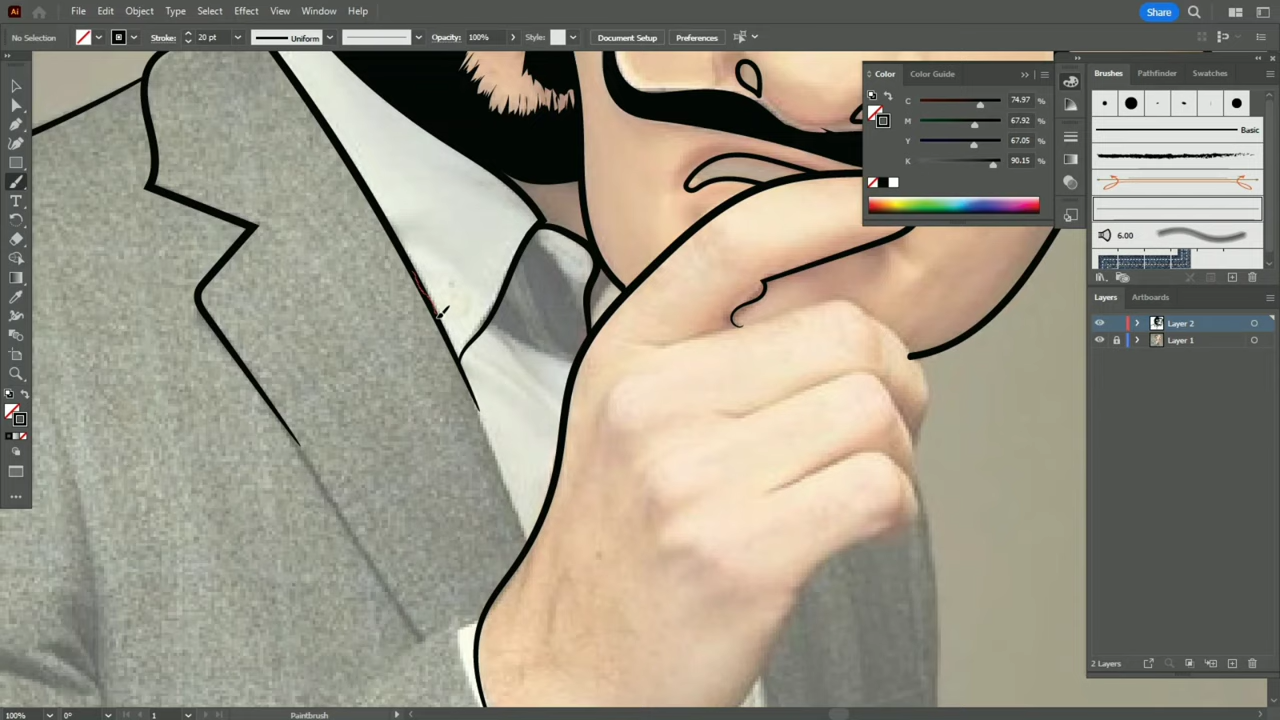 Ai File Edit Object Type Select Effect View Window Help Share
No Selection Stroke: 20 pt Uniform Opacity: 100% Style: Document Setup Preferences
Color Color Guide
C 74.97 %
M 67.92 %
Y 67.05 %
K 90.15 %
Brushes Pathfinder Swatches
Basic
6.00
Layers Artboards
Layer 2
Layer 1
2 Layers
100% 0° 1 Paintbrush